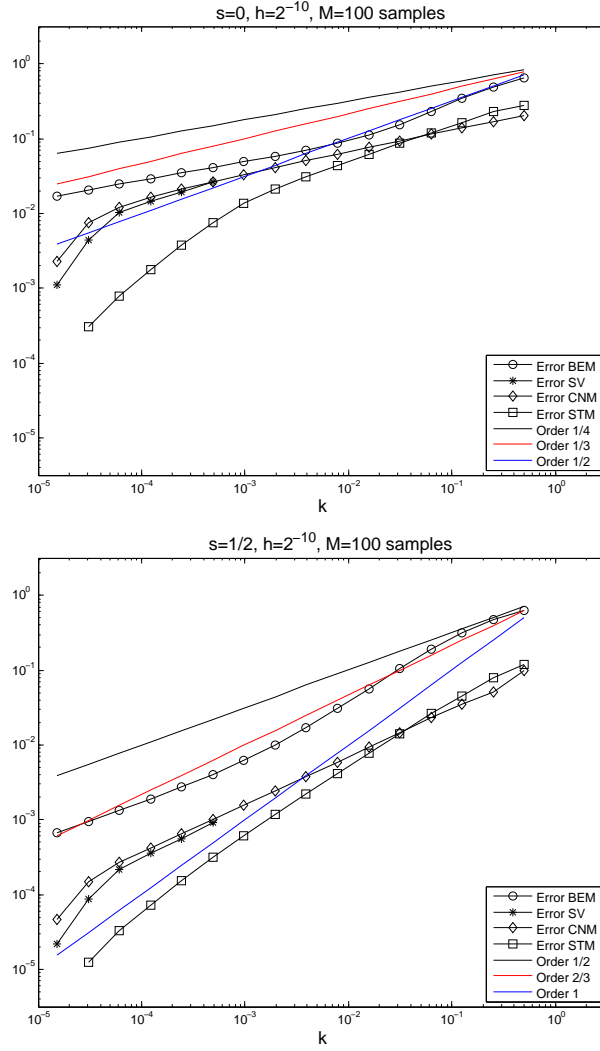 s=0, h=2^{-10}, M=100 samples
10^0
10^{-1}
10^{-2}
10^{-3}
10^{-4}
10^{-5}
Error BEM
Error SV
Error CNM
Error STM
Order 1/4
Order 1/3
Order 1/2
10^{-5} 10^{-4} 10^{-3} 10^{-2} 10^{-1} 10^0
k
s=1/2, h=2^{-10}, M=100 samples
10^0
10^{-1}
10^{-2}
10^{-3}
10^{-4}
10^{-5}
Error BEM
Error SV
Error CNM
Error STM
Order 1/2
Order 2/3
Order 1
10^{-5} 10^{-4} 10^{-3} 10^{-2} 10^{-1} 10^0
k